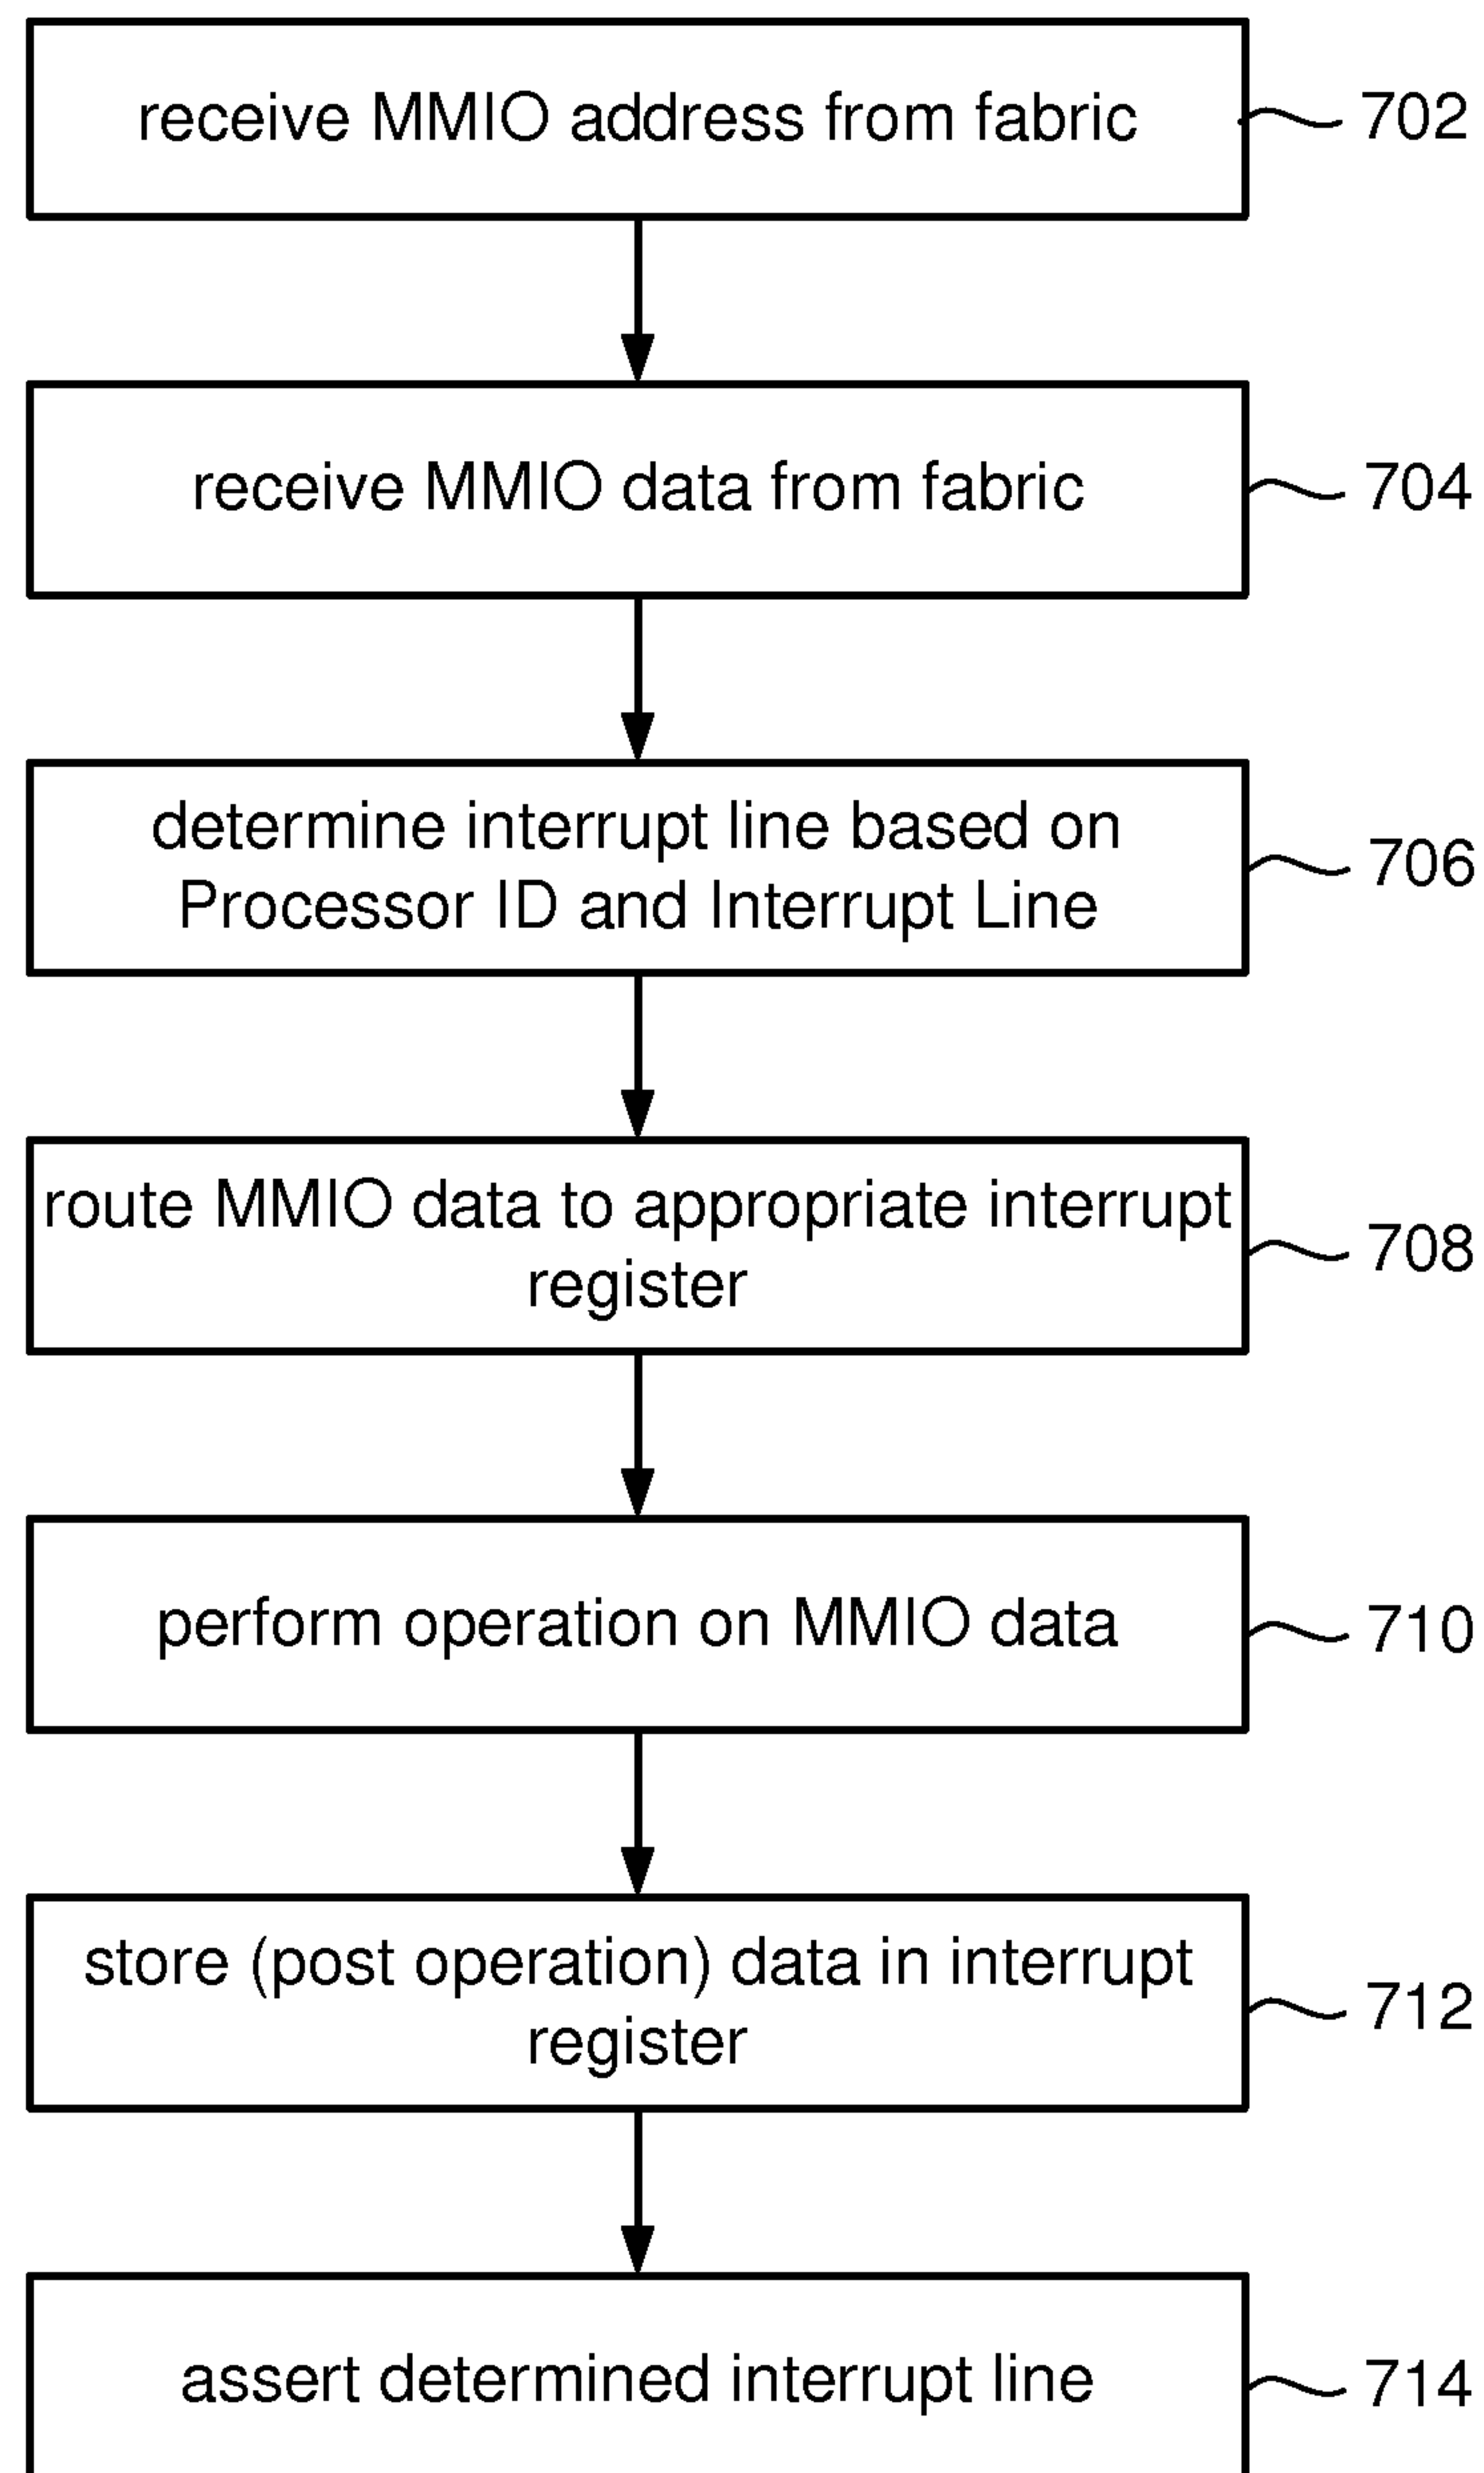 receive MMIO address from fabric
702
receive MMIO data from fabric
704
determine interrupt line based on
Processor ID and Interrupt Line
706
route MMIO data to appropriate interrupt
register
708
perform operation on MMIO data
710
store (post operation) data in interrupt
register
712
assert determined interrupt line
714